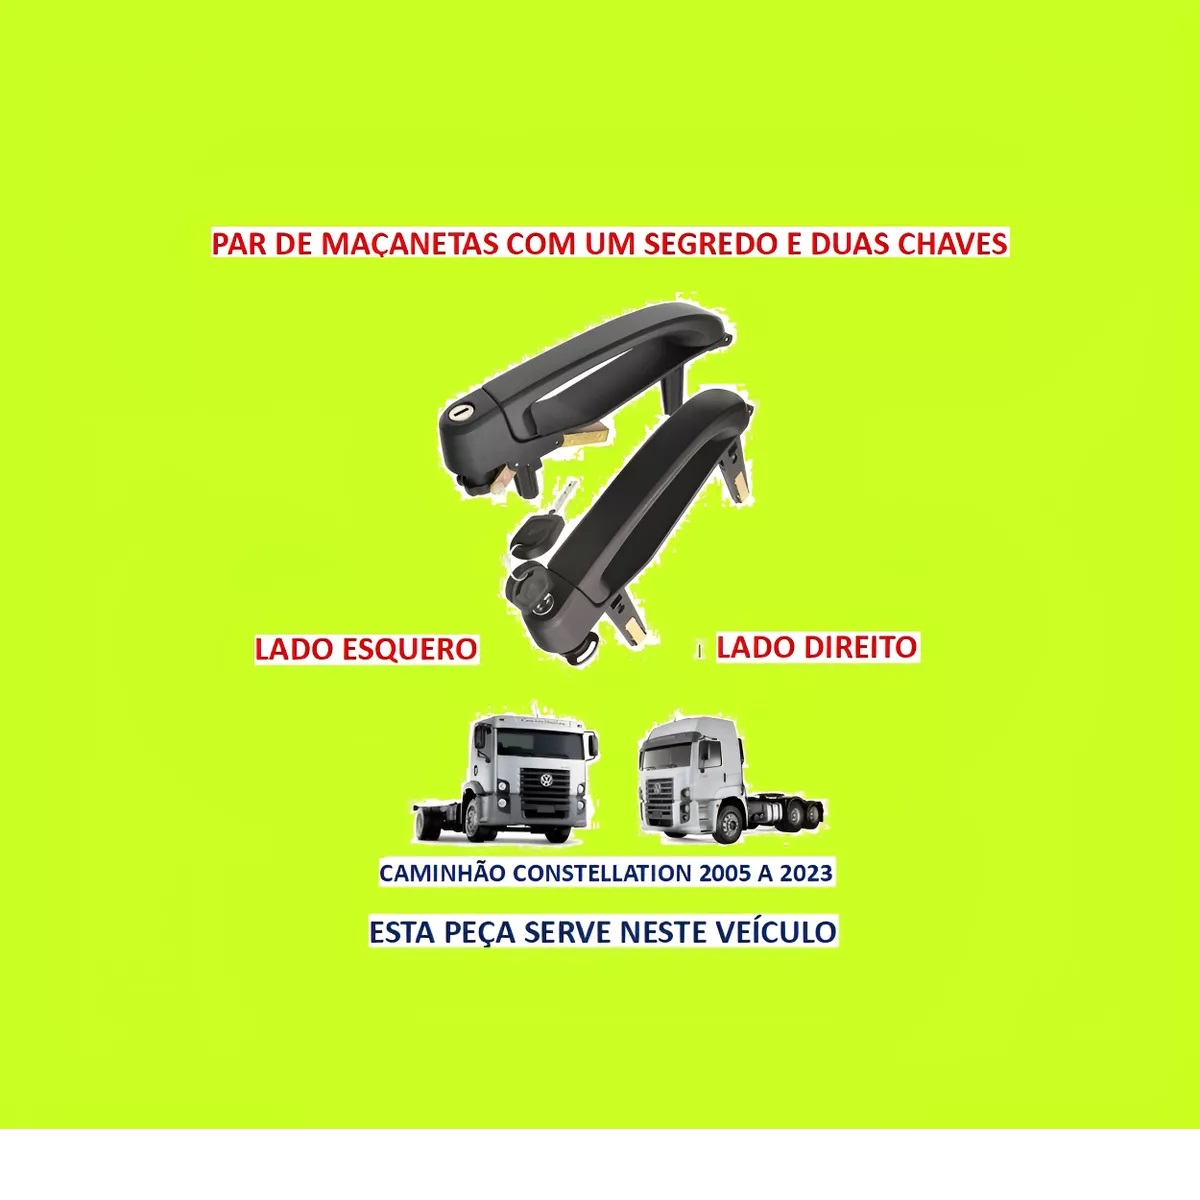 PAR DE MAÇANETAS COM UM SEGREDO E DUAS CHAVES
LADO ESQUERO
LADO DIREITO
CAMINHÃO CONSTELLATION 2005 A 2023
ESTA PEÇA SERVE NESTE VEÍCULO